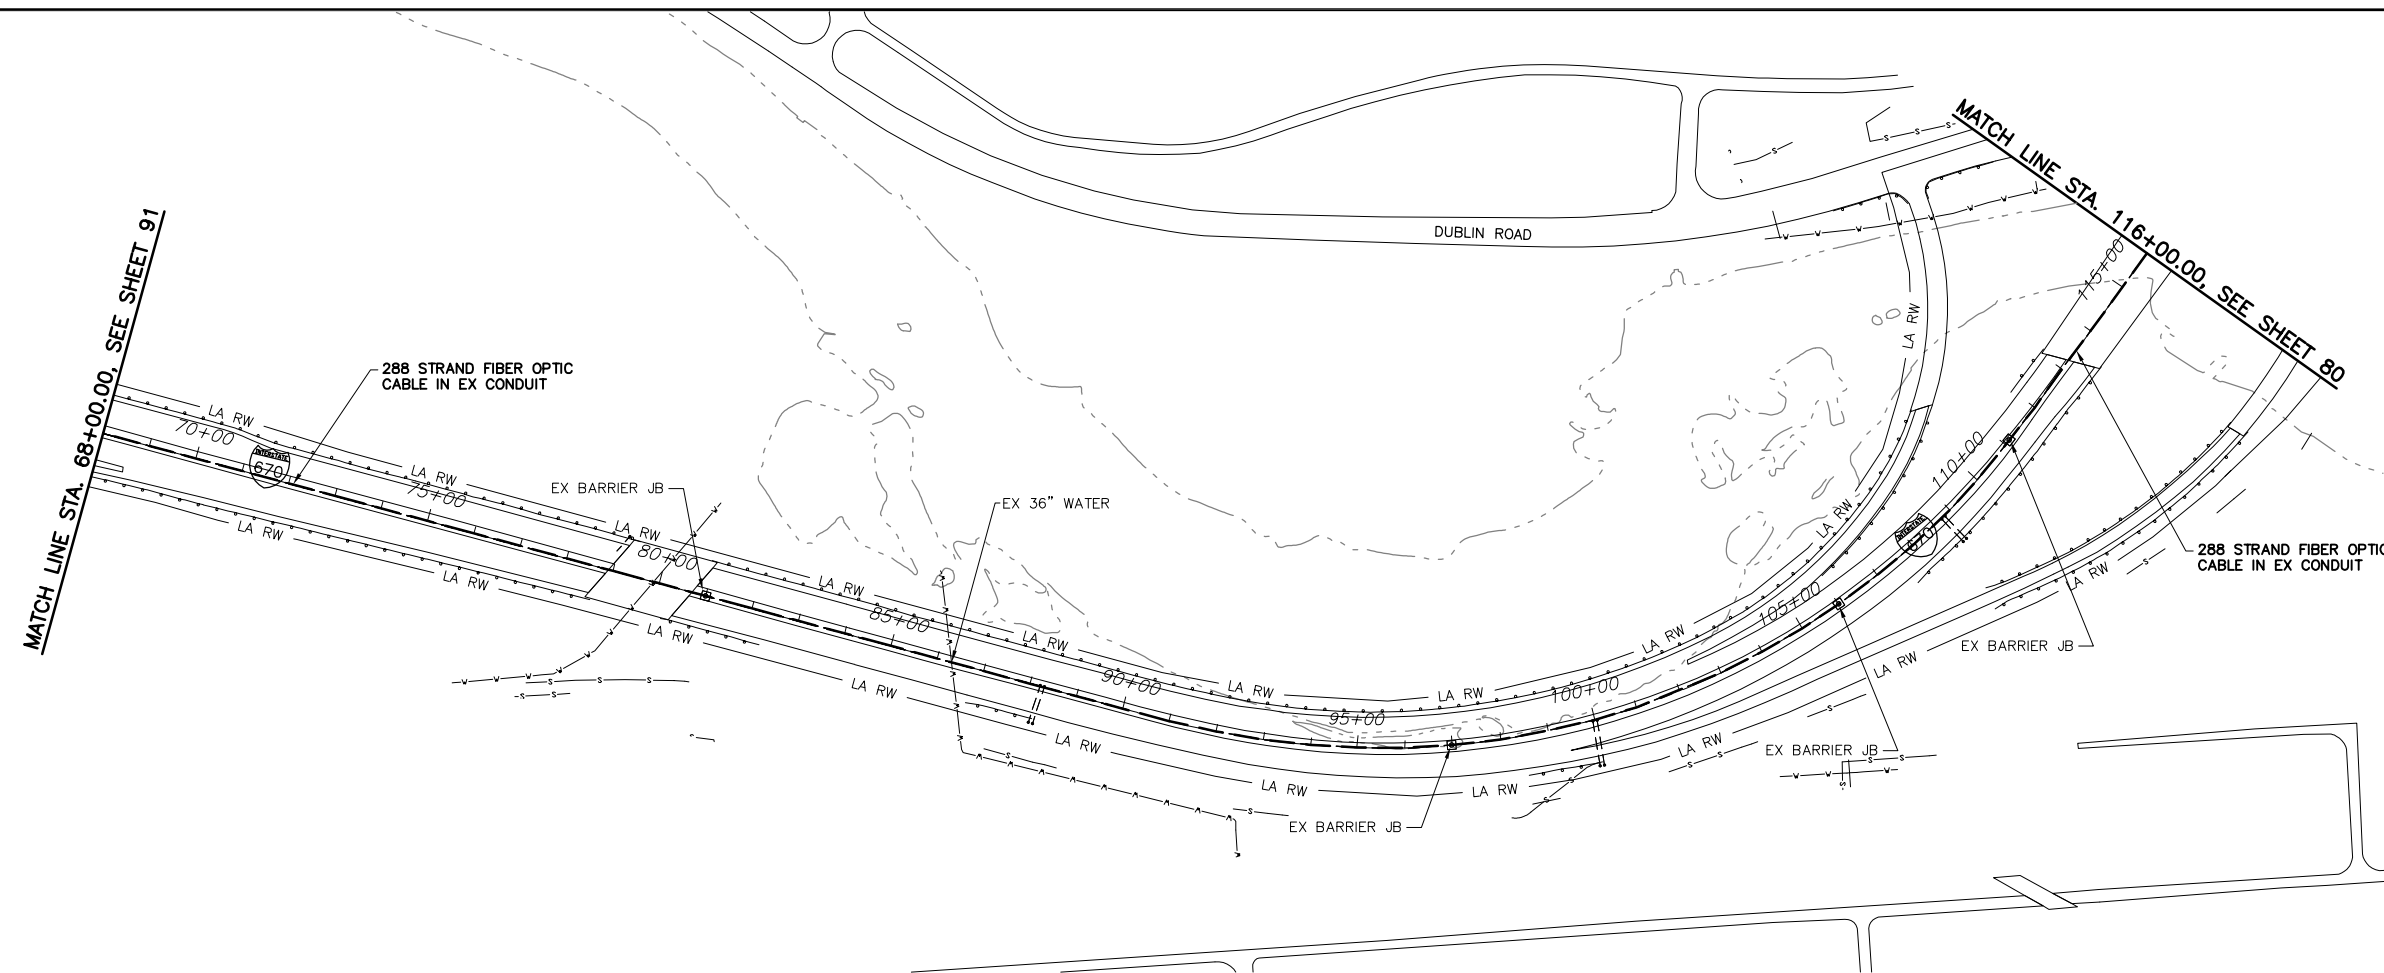 MATCH LINE STA. 116+00.00, SEE SHEET 80
MATCH LINE STA. 68+00.00, SEE SHEET 91
DUBLIN ROAD
115+00
LA RW
288 STRAND FIBER OPTIC
CABLE IN EX CONDUIT
LA RW
70+00
INTERSTATE
670
LA RW
75+00
LA RW
EX BARRIER JB
EX 36" WATER
110+00
LA RW
INTERSTATE
670
LA RW
80+00
288 STRAND FIBER OPTIC
CABLE IN EX CONDUIT
LA RW
LA RW
LA RW
105+00
85+00
LA RW
LA RW
LA RW
EX BARRIER JB
LA RW
90+00
LA RW
LA RW
LA RW
100+00
95+00
LA RW
LA RW
EX BARRIER JB
LA RW
LA RW
EX BARRIER JB